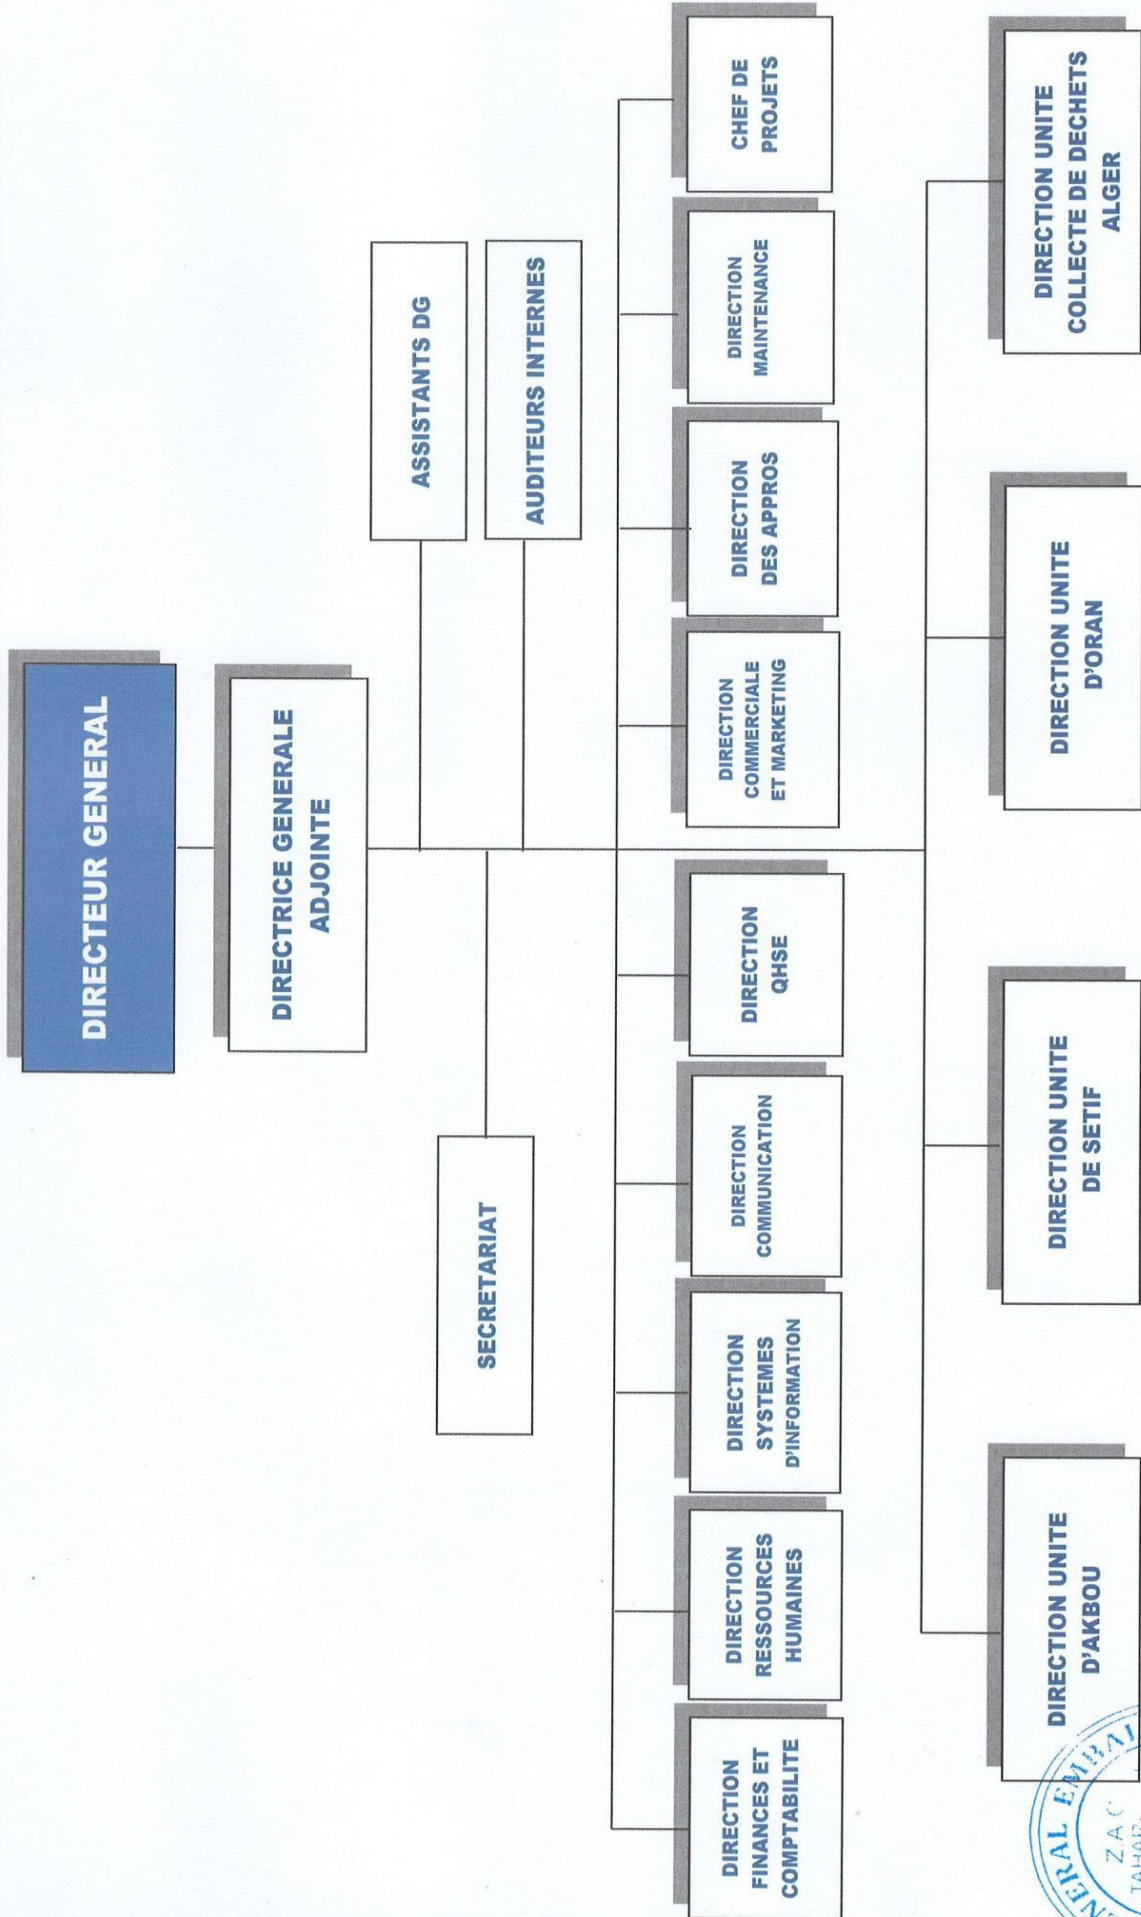 DIRECTEUR GENERAL
DIRECTRICE GENERALE
ADJOINTE
ASSISTANTS DG
SECRETARIAT
AUDITEURS INTERNES
DIRECTION
FINANCES ET
COMPTABILITE
DIRECTION
RESSOURCES
HUMAINES
DIRECTION
SYSTEMES
D'INFORMATION
DIRECTION
COMMUNICATION
DIRECTION
QHSE
DIRECTION
COMMERCIALE
ET MARKETING
DIRECTION
DES APPROS
DIRECTION
MAINTENANCE
CHEF DE
PROJETS
DIRECTION UNITE
D'AKBOU
DIRECTION UNITE
DE SETIF
DIRECTION UNITE
D'ORAN
DIRECTION UNITE
COLLECTE DE DECHETS
ALGER
Z.A.C